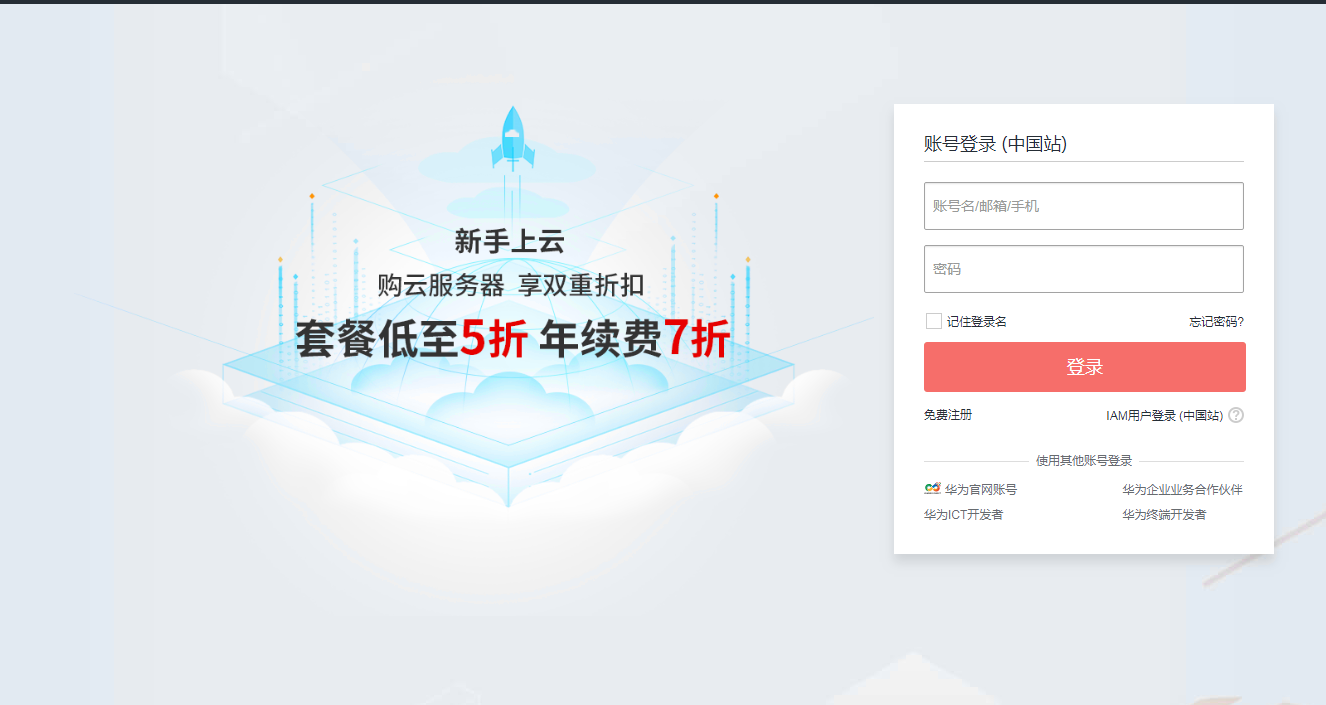 新手上云
购云服务器 享双重折扣
套餐低至5折 年续费7折
账号登录 (中国站)
账号名/邮箱/手机
密码
记住登录名 忘记密码?
登录
免费注册 IAM用户登录 (中国站) ?
使用其他账号登录
华为官网账号 华为企业业务合作伙伴
华为ICT开发者 华为终端开发者